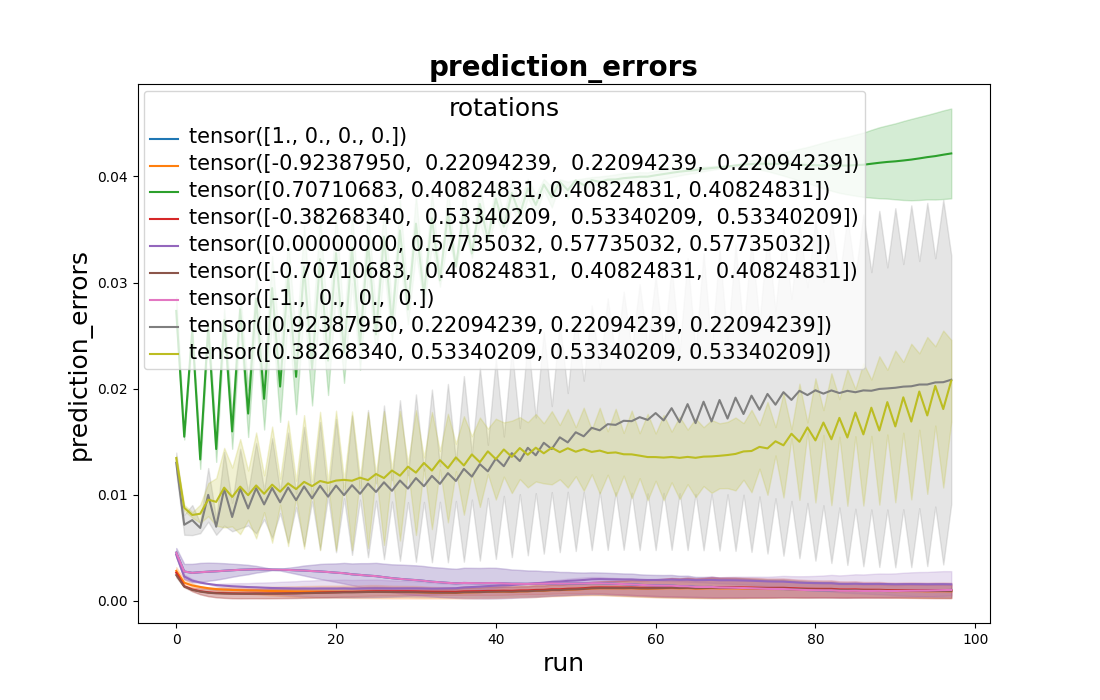 prediction_errors
rotations
tensor([1., 0., 0., 0.])
tensor([-0.92387950,  0.22094239,  0.22094239,  0.22094239])
tensor([0.70710683, 0.40824831, 0.40824831, 0.40824831])
tensor([-0.38268340,  0.53340209,  0.53340209,  0.53340209])
tensor([0.00000000, 0.57735032, 0.57735032, 0.57735032])
tensor([-0.70710683,  0.40824831,  0.40824831,  0.40824831])
tensor([-1.,  0.,  0.,  0.])
tensor([0.92387950, 0.22094239, 0.22094239, 0.22094239])
tensor([0.38268340, 0.53340209, 0.53340209, 0.53340209])
prediction_errors
0.04
0.03
0.02
0.01
0.00
0 20 40 60 80 100
run